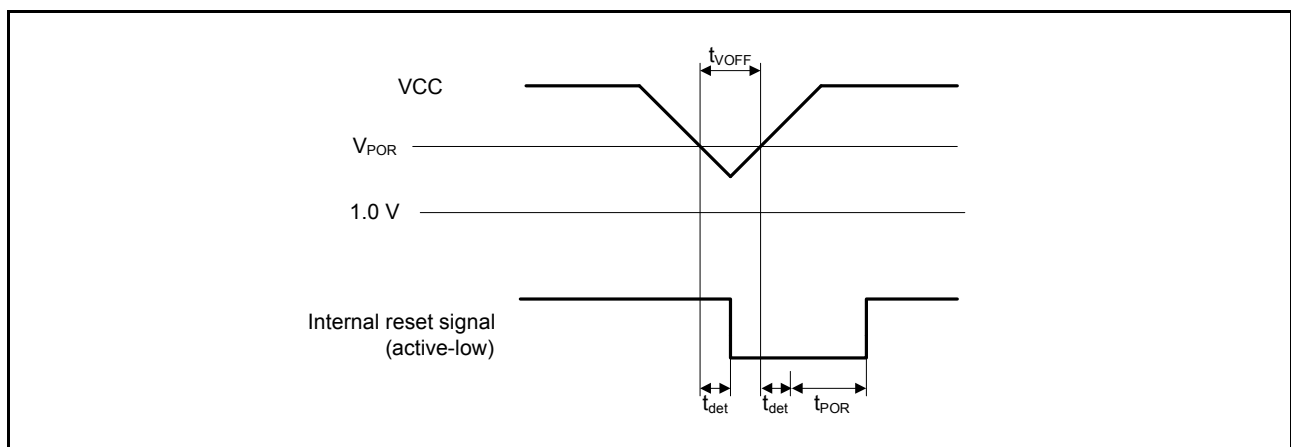 tVOFF
VCC
VPOR
1.0 V
Internal reset signal
(active-low)
tdet
tdet
tPOR